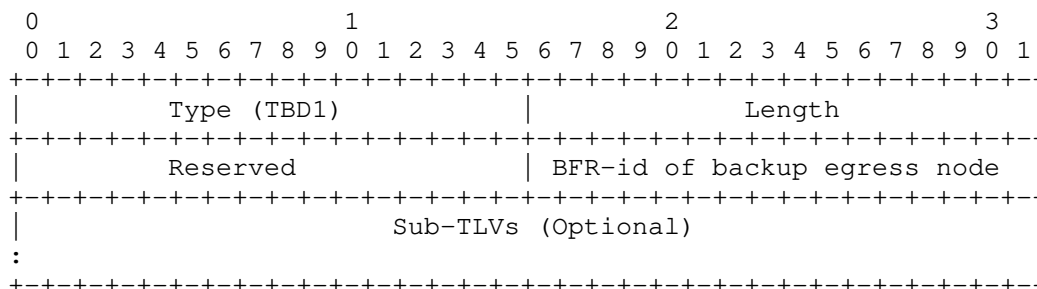 0                   1                   2                   3
0 1 2 3 4 5 6 7 8 9 0 1 2 3 4 5 6 7 8 9 0 1 2 3 4 5 6 7 8 9 0 1
+-+-+-+-+-+-+-+-+-+-+-+-+-+-+-+-+-+-+-+-+-+-+-+-+-+-+-+-+-+-+-+--
|        Type (TBD1)            |             Length
+-+-+-+-+-+-+-+-+-+-+-+-+-+-+-+-+-+-+-+-+-+-+-+-+-+-+-+-+-+-+-+--
|        Reserved               | BFR-id of backup egress node
+-+-+-+-+-+-+-+-+-+-+-+-+-+-+-+-+-+-+-+-+-+-+-+-+-+-+-+-+-+-+-+--
|                      Sub-TLVs (Optional)
:
+-+-+-+-+-+-+-+-+-+-+-+-+-+-+-+-+-+-+-+-+-+-+-+-+-+-+-+-+-+-+-+--